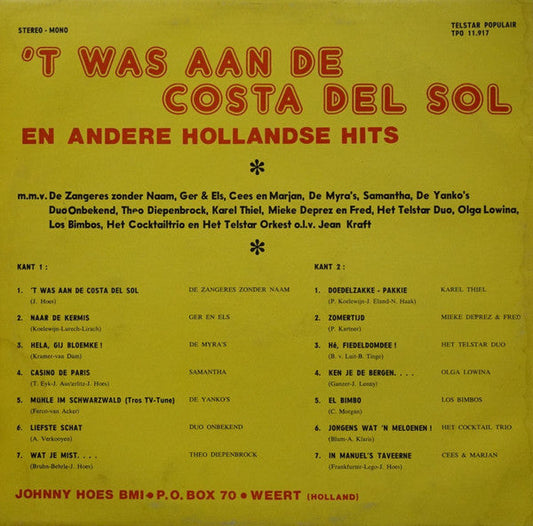 STEREO - MONO
TELSTAR POPULAIR
TPO 11.917
'T WAS AAN DE
COSTA DEL SOL
EN ANDERE HOLLANDSE HITS
*
m.m.v. De Zangeres zonder Naam, Ger & Els, Cees en Marjan, De Myra's, Samantha, De Yanko's
Duo Onbekend, Theo Diepenbrock, Karel Thiel, Mieke Deprez en Fred, Het Telstar Duo, Olga Lowina,
Los Bimbos, Het Cocktailtrio en Het Telstar Orkest o.l.v. Jean Kraft
*
KANT 1 :
1. 'T WAS AAN DE COSTA DEL SOL DE ZANGERES ZONDER NAAM
(J. Hoes)
2. NAAR DE KERMIS GER EN ELS
(Koelewijn-Lursch-Lirach)
3. HELA, GIJ BLOEMKE ! DE MYRA'S
(Kramer-van Dam)
4. CASINO DE PARIS SAMANTHA
(T. Eyk-J. Austerlitz-J. Hoes)
5. MÜHLE IM SCHWARZWALD (Tros TV-Tune) DE YANKO'S
(Ferco-van Acker)
6. LIEFSTE SCHAT DUO ONBEKEND
(A. Verkooyen)
7. WAT JE MIST. . . . THEO DIEPENBROCK
(Bruhn-Behrle-J. Hoes)
KANT 2 :
1. DOEDELZAKKE - PAKKIE KAREL THIEL
(P. Koelewijn-J. Eland-N. Haak)
2. ZOMERTIJD MIEKE DEPREZ & FRED
(P. Kartner)
3. Hé, FIEDELDOMDEE ! HET TELSTAR DUO
(B. v. Luit-B. Tinge)
4. KEN JE DE BERGEN. . . . OLGA LOWINA
(Ganzer-J. Lenny)
5. EL BIMBO LOS BIMBOS
(C. Morgan)
6. JONGENS WAT 'N MELOENEN ! HET COCKTAIL TRIO
(Blum-A. Klaris)
7. IN MANUEL'S TAVEERNE CEES & MARJAN
(Frankfurter-Lego-J. Hoes)
JOHNNY HOES BMI • P.O. BOX 70 • WEERT (HOLLAND)